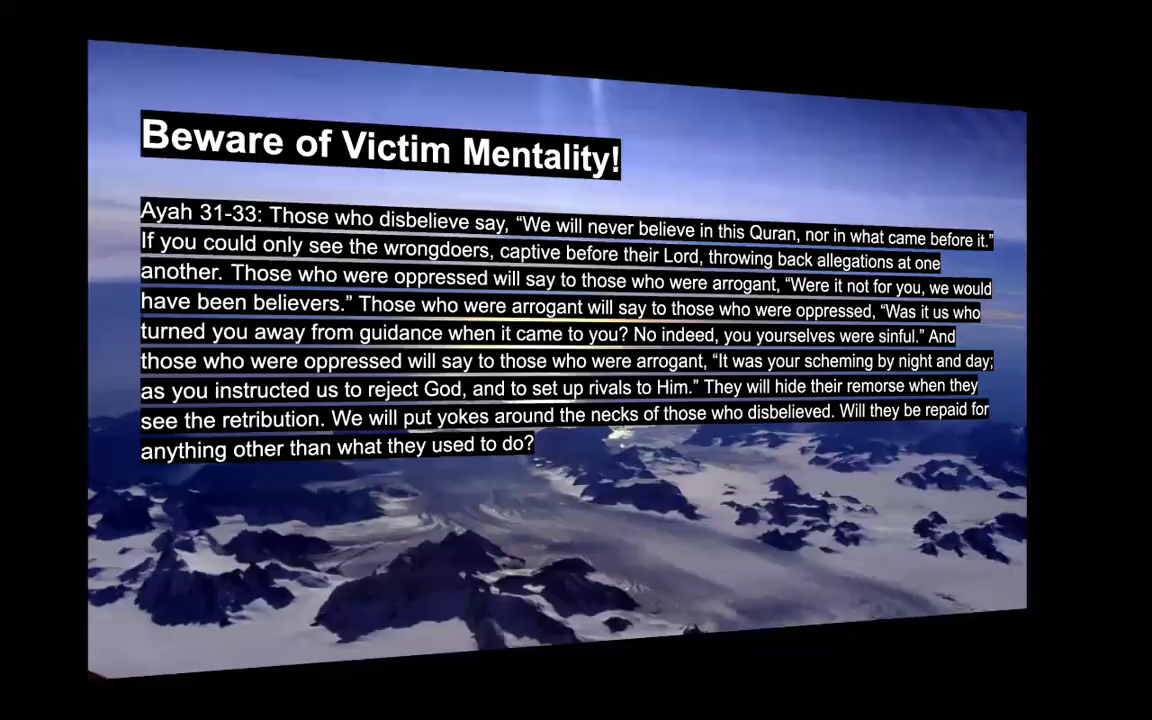 Beware of Victim Mentality!
Ayah 31-33: Those who disbelieve say, “We will never believe in this Quran, nor in what came before it.”
If you could only see the wrongdoers, captive before their Lord, throwing back allegations at one
another. Those who were oppressed will say to those who were arrogant, “Were it not for you, we would
have been believers.” Those who were arrogant will say to those who were oppressed, “Was it us who
turned you away from guidance when it came to you? No indeed, you yourselves were sinful.” And
those who were oppressed will say to those who were arrogant, “It was your scheming by night and day;
as you instructed us to reject God, and to set up rivals to Him.” They will hide their remorse when they
see the retribution. We will put yokes around the necks of those who disbelieved. Will they be repaid for
anything other than what they used to do?